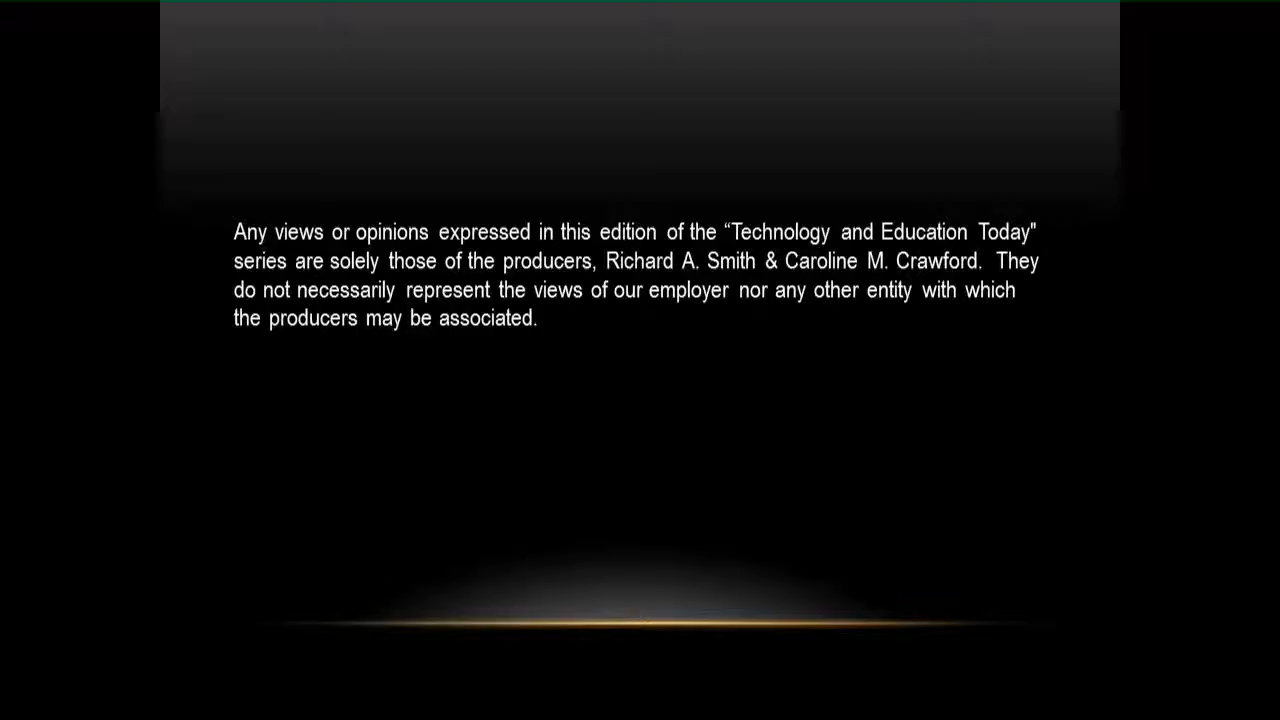 Any views or opinions expressed in this edition of the “Technology and Education Today"
series are solely those of the producers, Richard A. Smith & Caroline M. Crawford. They
do not necessarily represent the views of our employer nor any other entity with which
the producers may be associated.